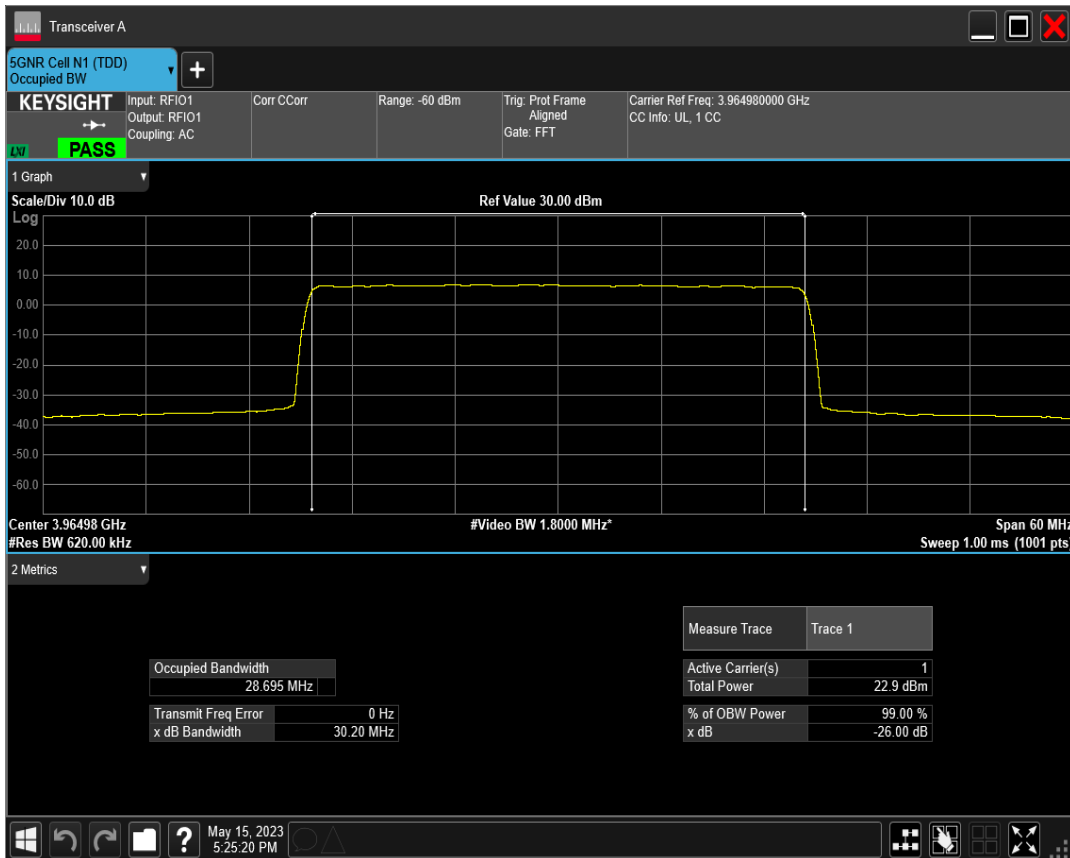 Transceiver A
5GNR Cell N1 (TDD)
Occupied BW
+
KEYSIGHT
LXI
PASS
Input: RFIO1
Output: RFIO1
Coupling: AC
Corr CCorr
Range: -60 dBm
Trig: Prot Frame
Aligned
Gate: FFT
Carrier Ref Freq: 3.964980000 GHz
CC Info: UL, 1 CC
1 Graph
Scale/Div 10.0 dB
Ref Value 30.00 dBm
Log
20.0
10.0
0.00
-10.0
-20.0
-30.0
-40.0
-50.0
-60.0
Center 3.96498 GHz
#Video BW 1.8000 MHz*
Span 60 MHz
#Res BW 620.00 kHz
Sweep 1.00 ms (1001 pts)
2 Metrics
Measure Trace Trace 1
Occupied Bandwidth
28.695 MHz
Active Carrier(s) 1
Total Power 22.9 dBm
Transmit Freq Error 0 Hz
x dB Bandwidth 30.20 MHz
% of OBW Power 99.00 %
x dB -26.00 dB
?
May 15, 2023
5:25:20 PM